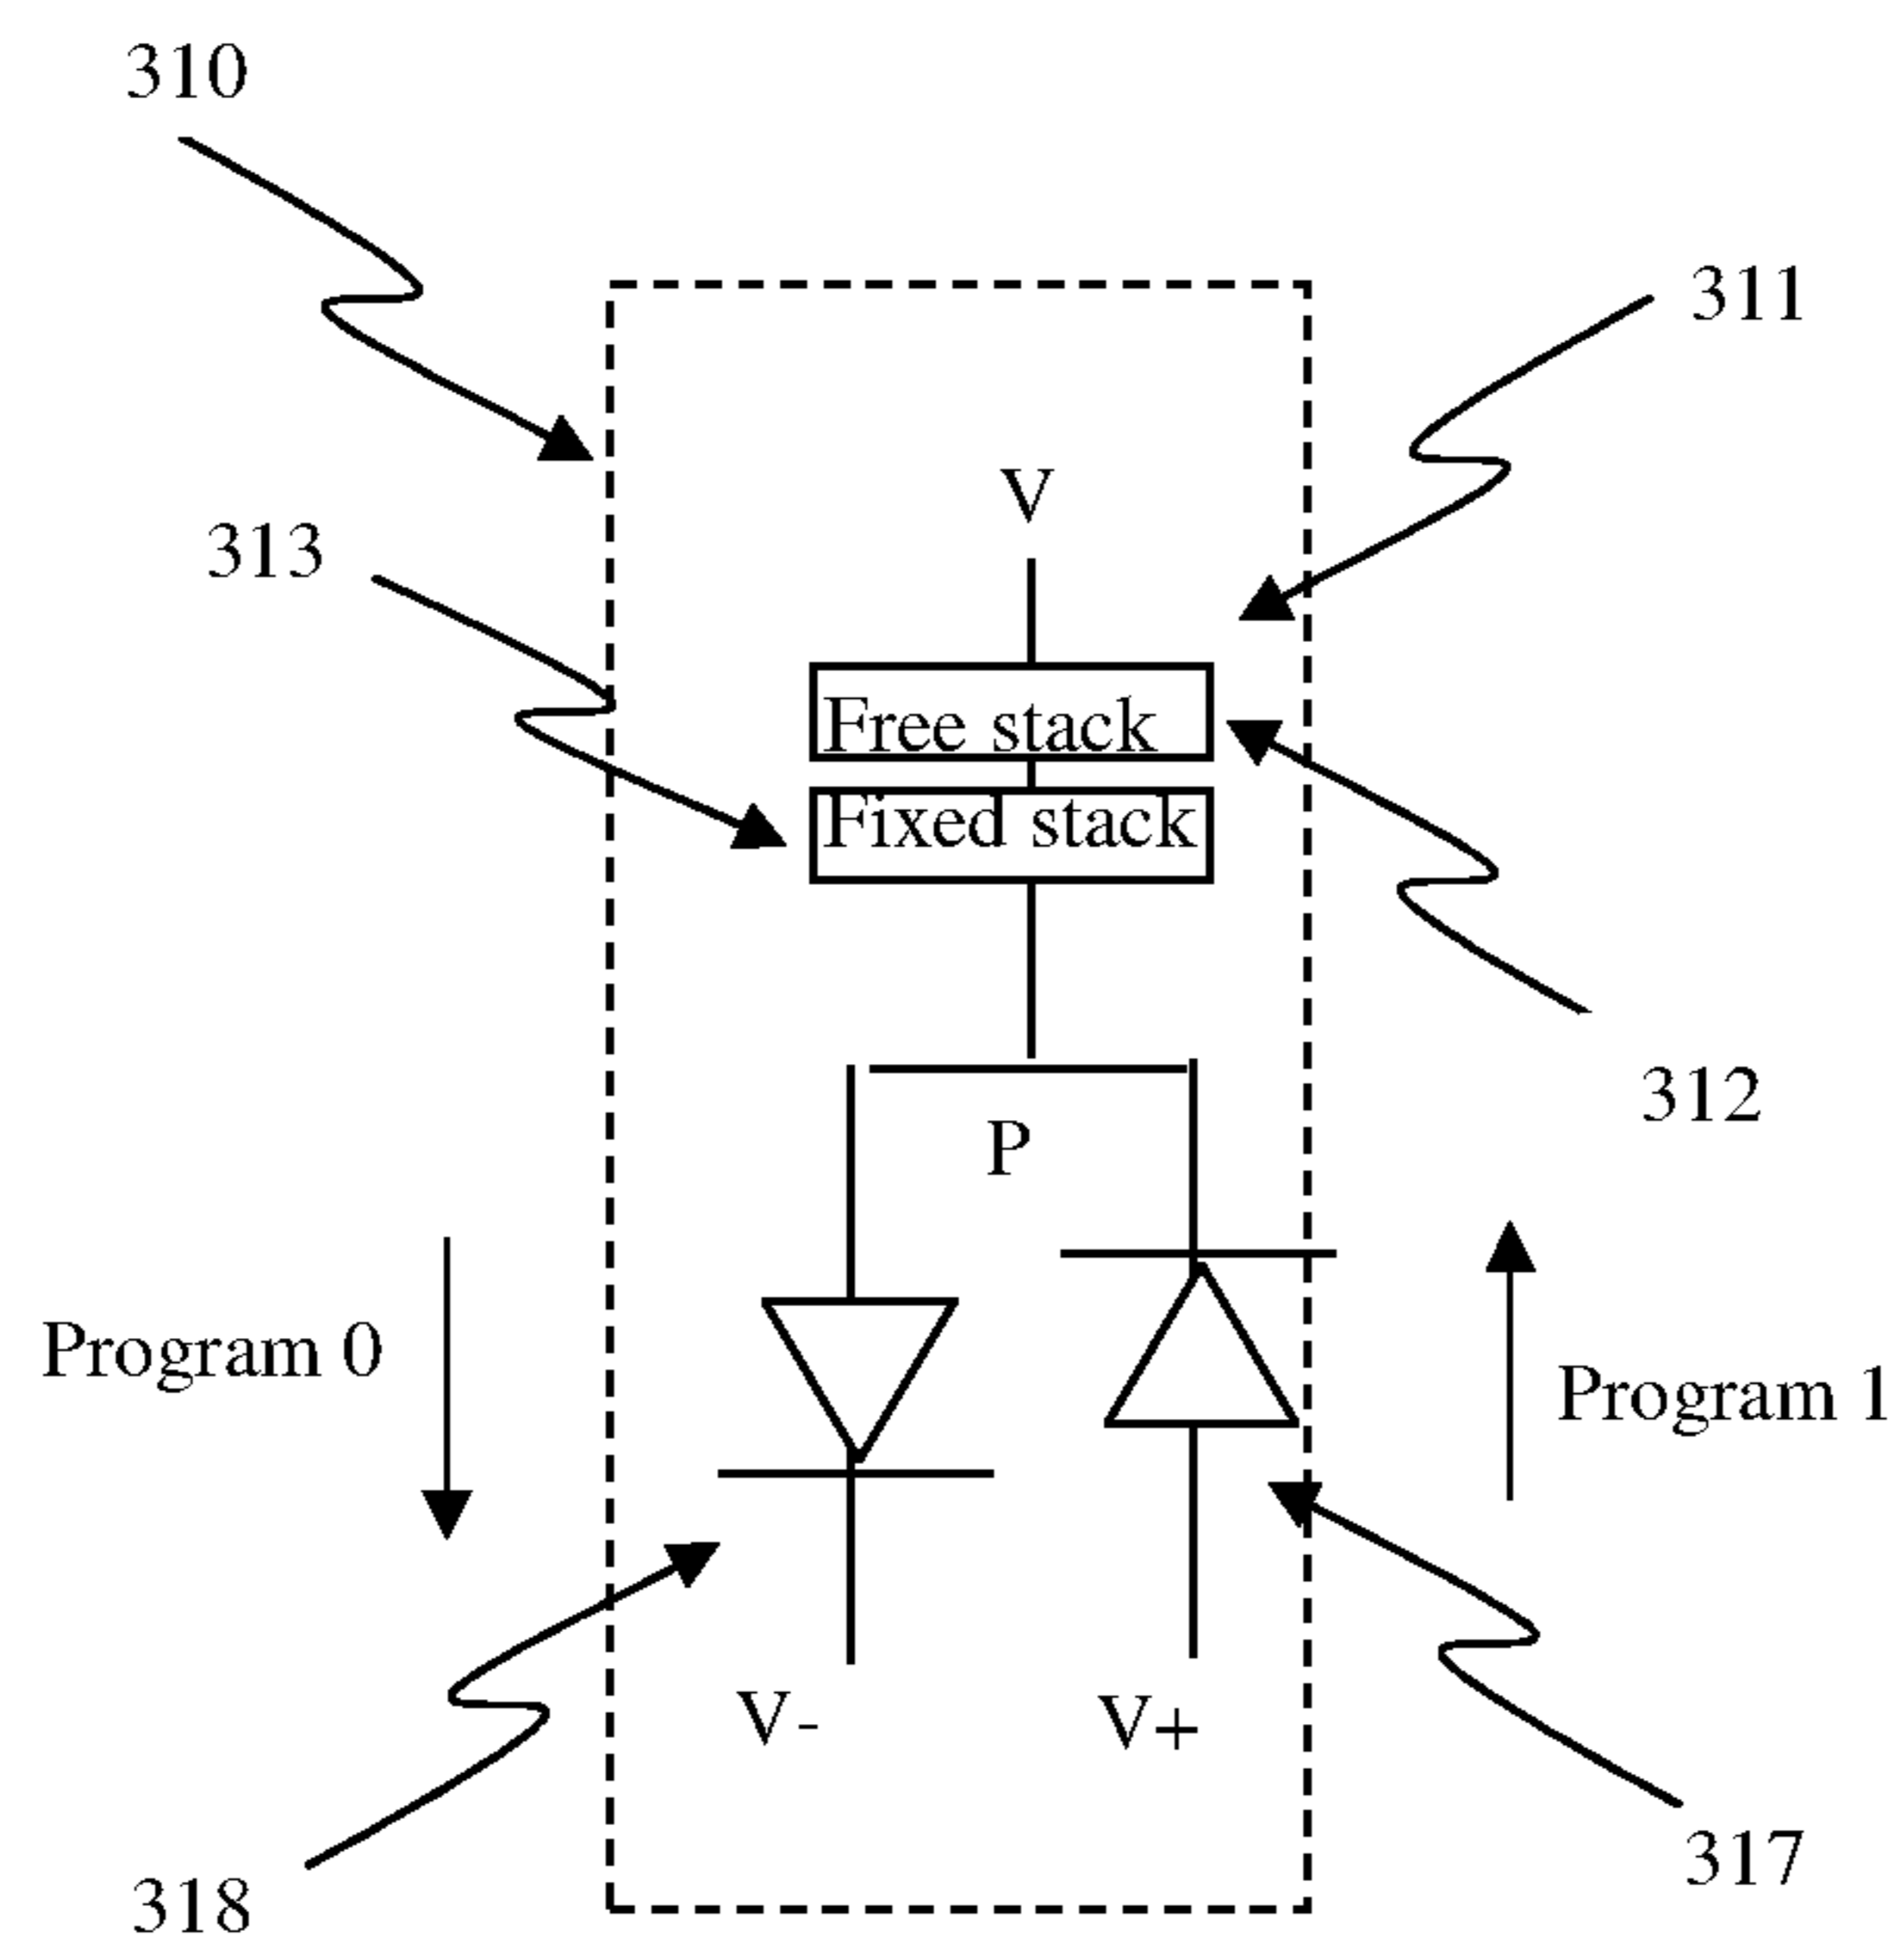 310
311
V
313
Free stack
Fixed stack
312
P
Program 0
Program 1
V-
V+
317
318